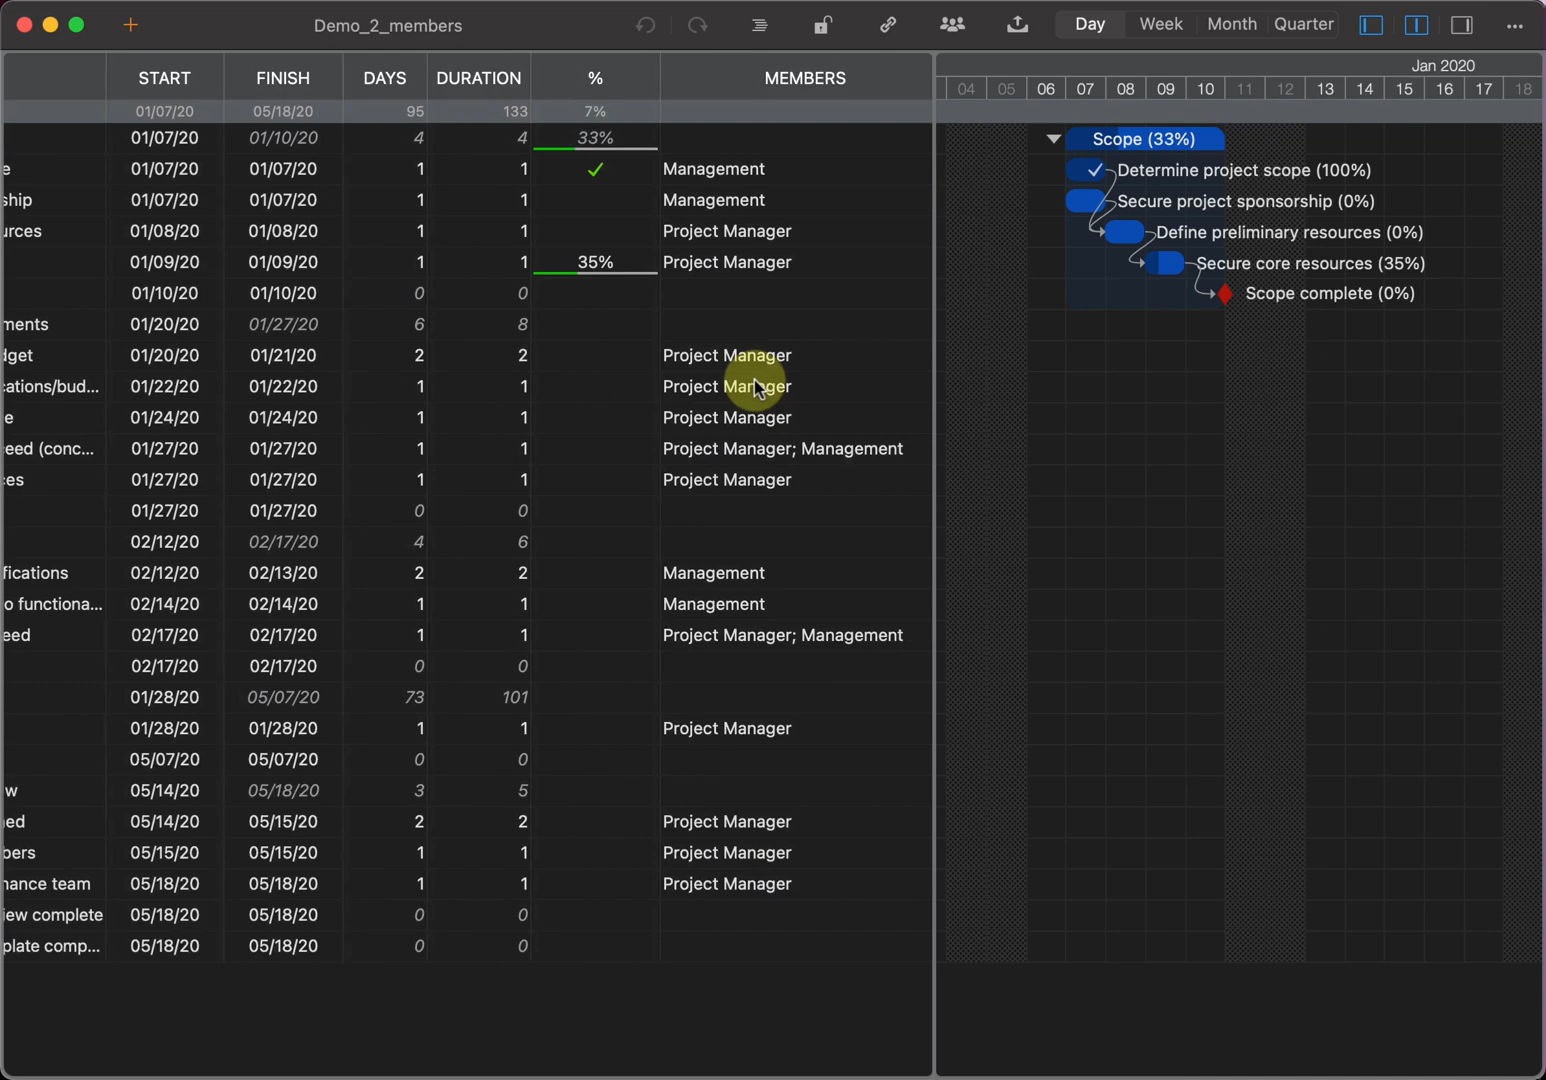 Demo_2_members
Day Week Month Quarter
START FINISH DAYS DURATION % MEMBERS
01/07/20 05/18/20 95 133 7%
01/07/20 01/10/20 4 4 33%
e 01/07/20 01/07/20 1 1 Management
ship 01/07/20 01/07/20 1 1 Management
urces 01/08/20 01/08/20 1 1 Project Manager
01/09/20 01/09/20 1 1 35% Project Manager
01/10/20 01/10/20 0 0
ments 01/20/20 01/27/20 6 8
dget 01/20/20 01/21/20 2 2 Project Manager
cations/bud... 01/22/20 01/22/20 1 1 Project Manager
e 01/24/20 01/24/20 1 1 Project Manager
eed (conc... 01/27/20 01/27/20 1 1 Project Manager; Management
ces 01/27/20 01/27/20 1 1 Project Manager
01/27/20 01/27/20 0 0
02/12/20 02/17/20 4 6
fications 02/12/20 02/13/20 2 2 Management
o functiona... 02/14/20 02/14/20 1 1 Management
eed 02/17/20 02/17/20 1 1 Project Manager; Management
02/17/20 02/17/20 0 0
01/28/20 05/07/20 73 101
01/28/20 01/28/20 1 1 Project Manager
05/07/20 05/07/20 0 0
w 05/14/20 05/18/20 3 5
ned 05/14/20 05/15/20 2 2 Project Manager
bers 05/15/20 05/15/20 1 1 Project Manager
nance team 05/18/20 05/18/20 1 1 Project Manager
iew complete 05/18/20 05/18/20 0 0
plate comp... 05/18/20 05/18/20 0 0
Jan 2020
04 05 06 07 08 09 10 11 12 13 14 15 16 17 18
Scope (33%)
Determine project scope (100%)
Secure project sponsorship (0%)
Define preliminary resources (0%)
Secure core resources (35%)
Scope complete (0%)